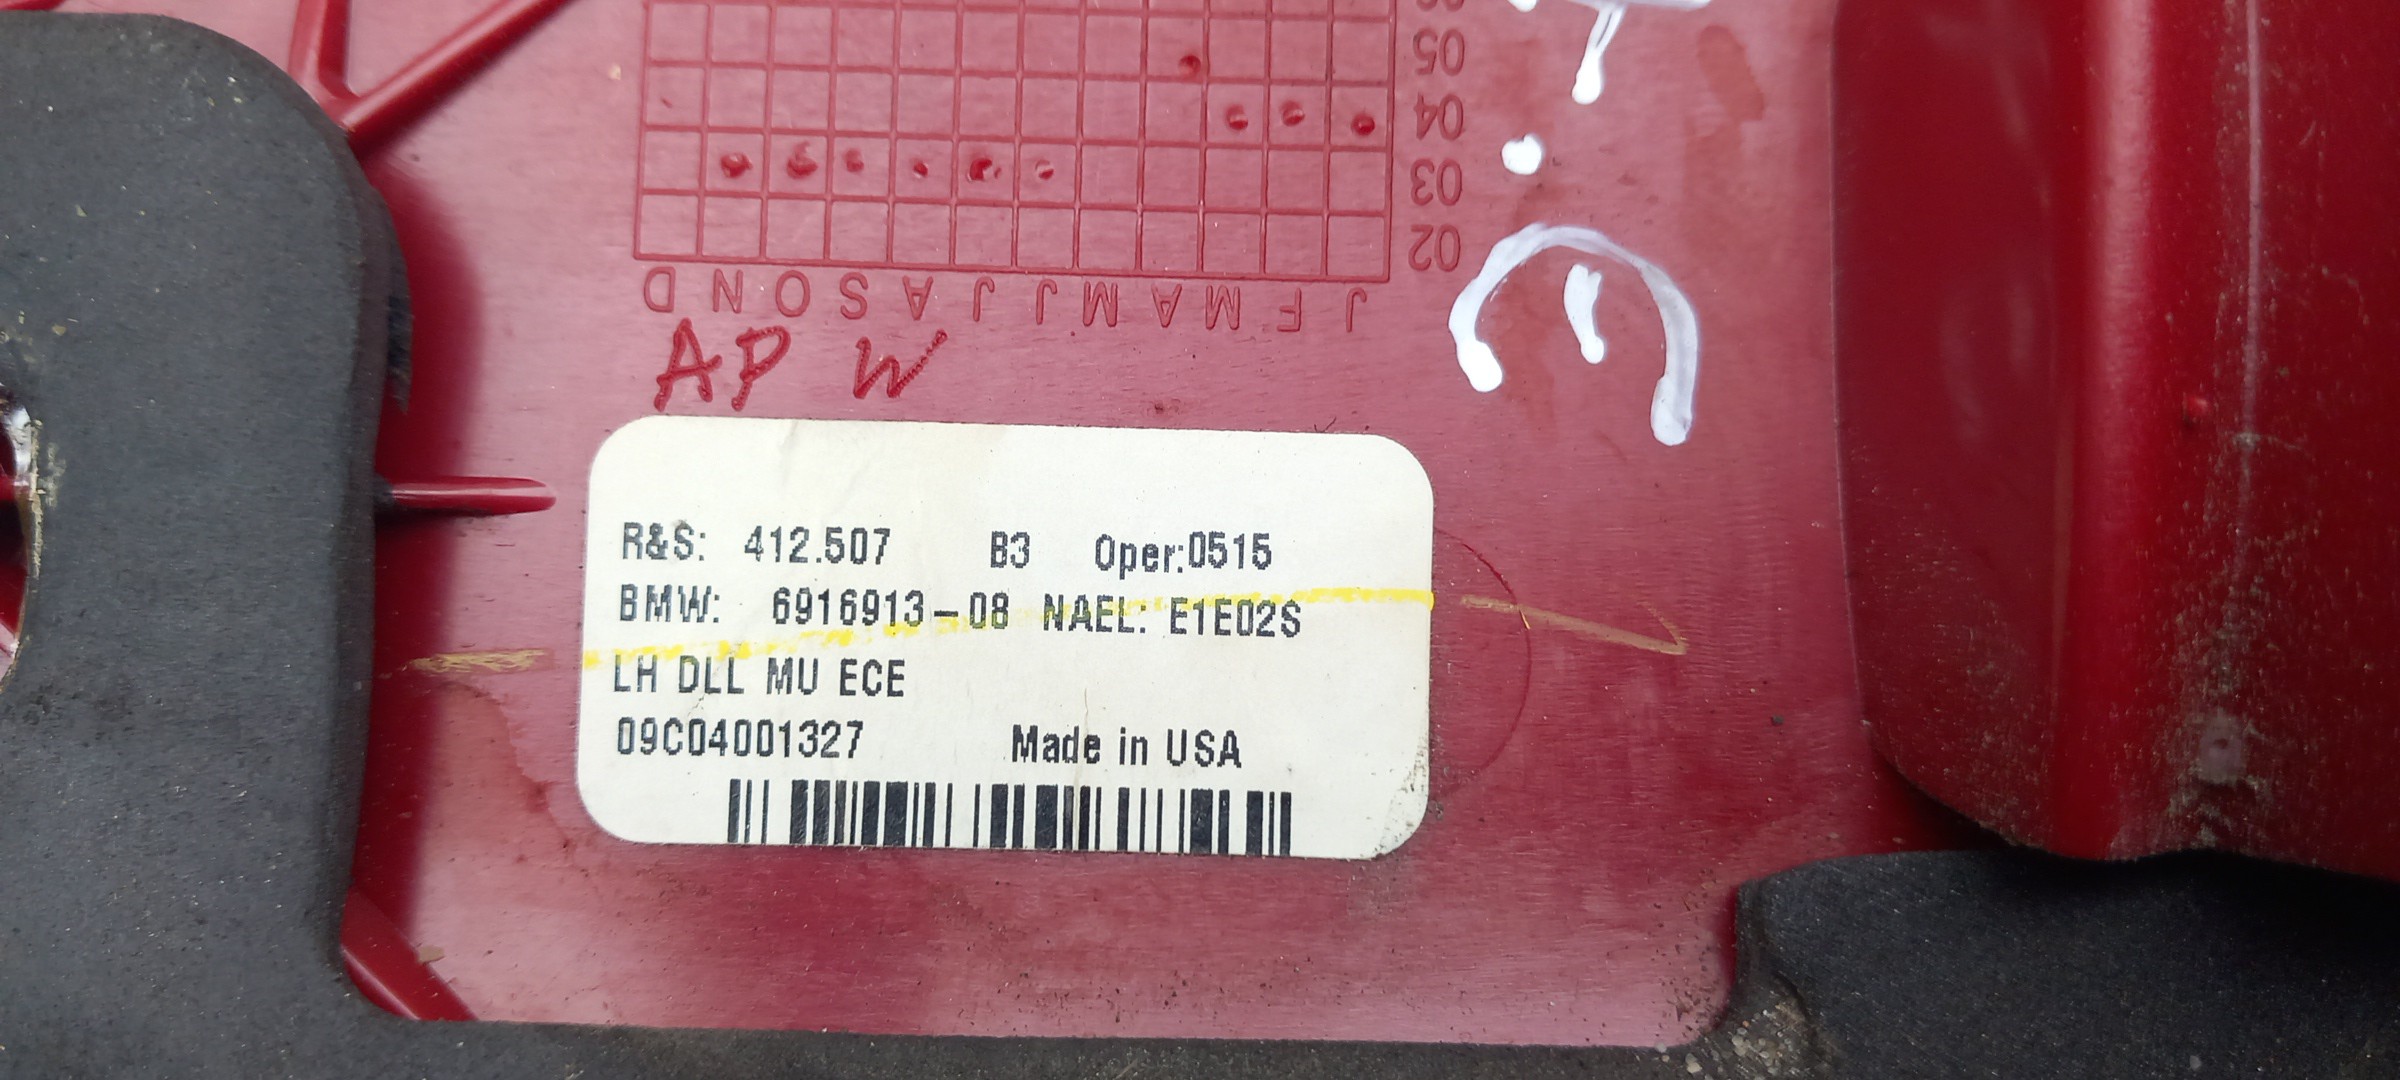 05
04
03
02
D N O S A J J M A M F J
AP W
R&S: 412.507 B3 Oper:0515
BMW: 6916913-08 NAEL: E1E02S
LH DLL MU ECE
09C04001327 Made in USA